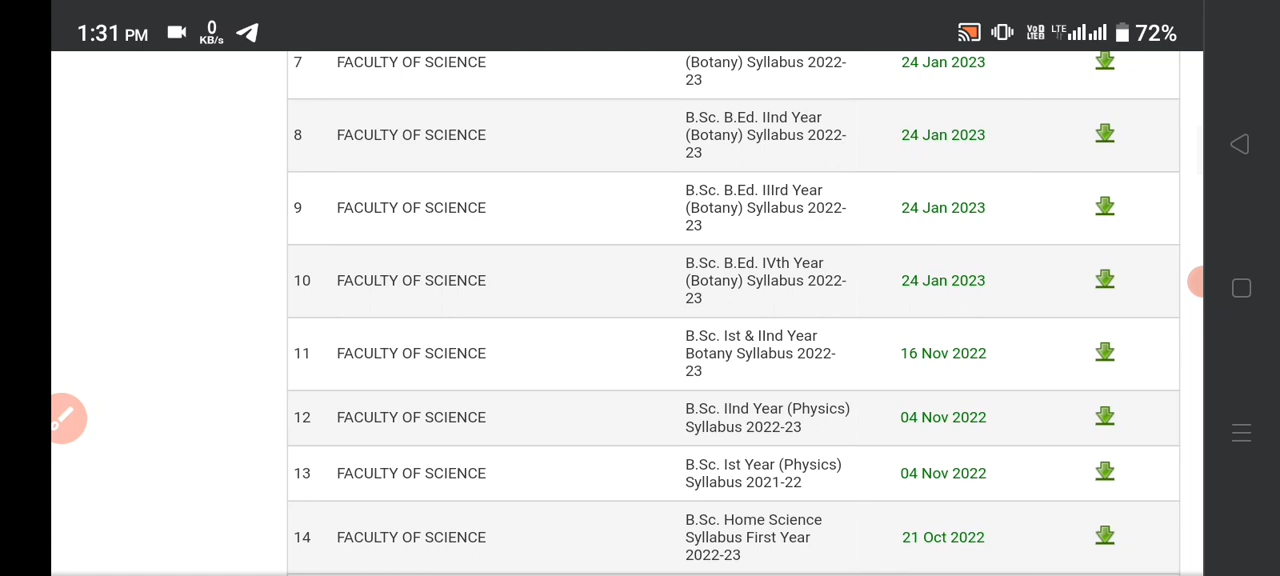 1:31 PM 0 KB/s VoD LTE2 LTE 72%
7 FACULTY OF SCIENCE (Botany) Syllabus 2022-
23 24 Jan 2023
8 FACULTY OF SCIENCE B.Sc. B.Ed. IInd Year
(Botany) Syllabus 2022-
23 24 Jan 2023
9 FACULTY OF SCIENCE B.Sc. B.Ed. IIIrd Year
(Botany) Syllabus 2022-
23 24 Jan 2023
10 FACULTY OF SCIENCE B.Sc. B.Ed. IVth Year
(Botany) Syllabus 2022-
23 24 Jan 2023
11 FACULTY OF SCIENCE B.Sc. Ist & IInd Year
Botany Syllabus 2022-
23 16 Nov 2022
12 FACULTY OF SCIENCE B.Sc. IInd Year (Physics)
Syllabus 2022-23 04 Nov 2022
13 FACULTY OF SCIENCE B.Sc. Ist Year (Physics)
Syllabus 2021-22 04 Nov 2022
14 FACULTY OF SCIENCE B.Sc. Home Science
Syllabus First Year
2022-23 21 Oct 2022